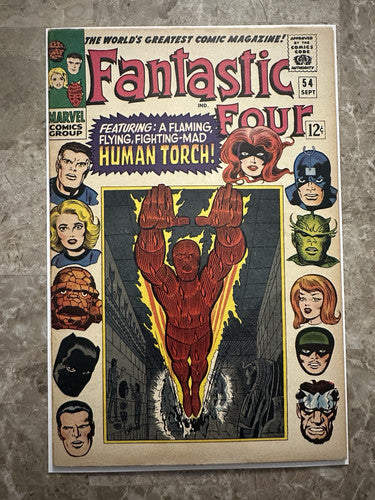 THE WORLD'S GREATEST COMIC MAGAZINE!
APPROVED
BY THE
COMICS
CODE
AUTHORITY
Fantastic
Four
IND.
MARVEL
COMICS
GROUP
54
SEPT
12¢
FEATURING: A FLAMING,
FLYING, FIGHTING-MAD
HUMAN TORCH!